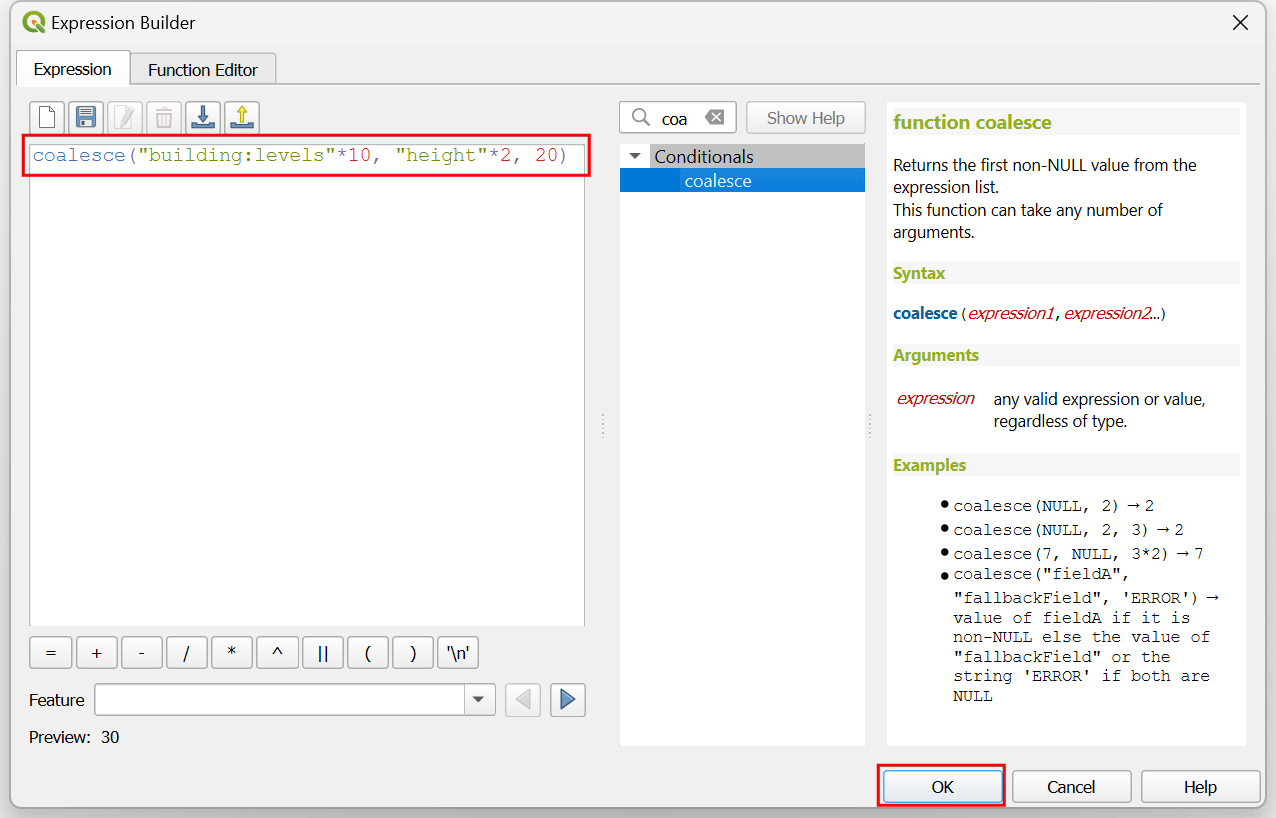 Expression Builder
Expression
Function Editor
coalesce("building:levels"*10, "height"*2, 20)
=
+
-
/
*
^
||
(
)
'\n'
Feature
Preview: 30
coa
Show Help
Conditionals
coalesce
function coalesce
Returns the first non-NULL value from the
expression list.
This function can take any number of
arguments.
Syntax
coalesce(expression1, expression2...)
Arguments
expression any valid expression or value,
regardless of type.
Examples
• coalesce(NULL, 2) → 2
• coalesce(NULL, 2, 3) → 2
• coalesce(7, NULL, 3*2) → 7
• coalesce("fieldA",
"fallbackField", 'ERROR') →
value of fieldA if it is
non-NULL else the value of
"fallbackField" or the
string 'ERROR' if both are
NULL
OK
Cancel
Help